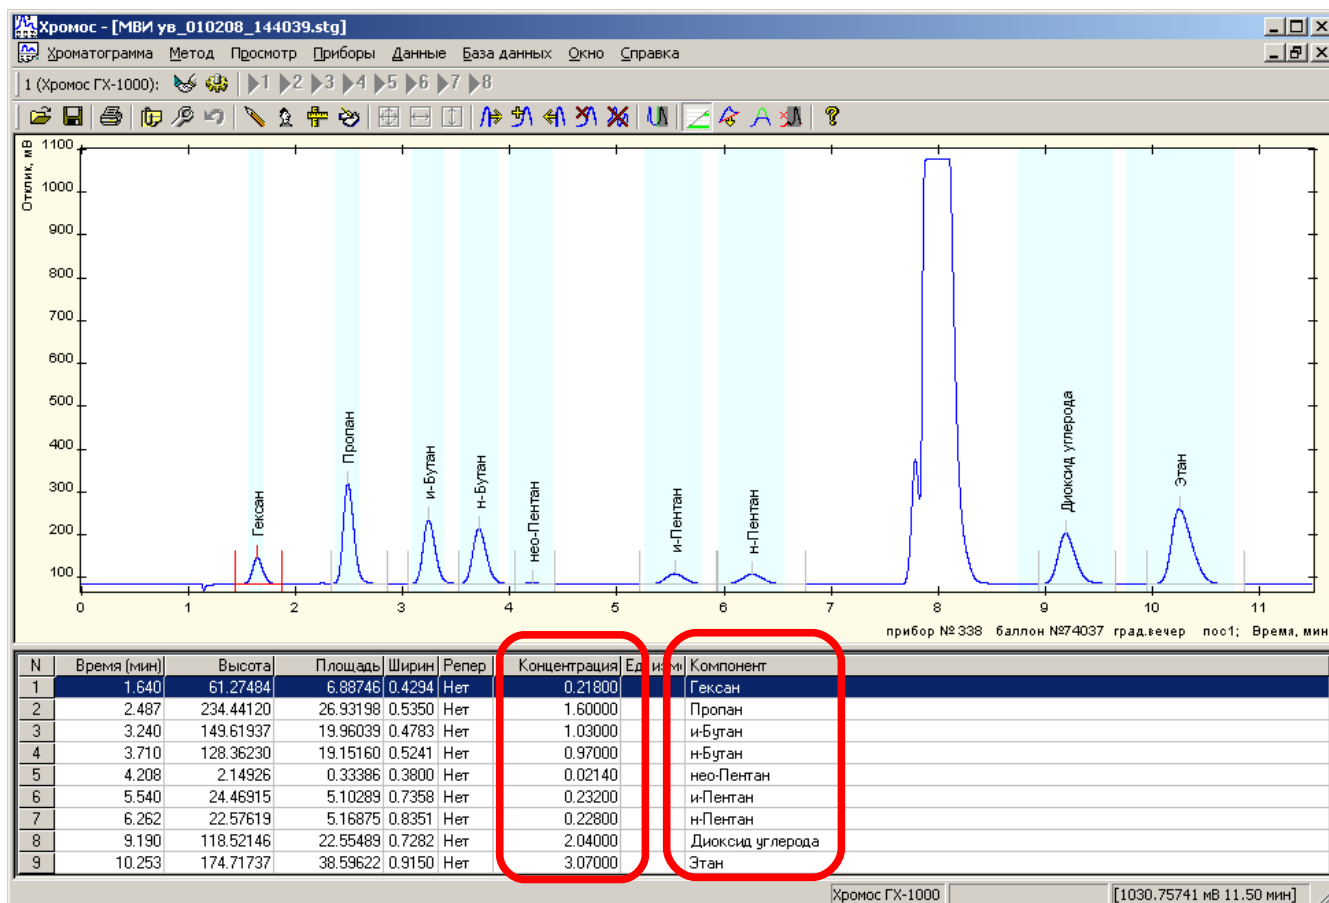 Хромос - [МВИ ув_010208_144039.stg]
Хроматограмма Метод Просмотр Приборы Данные База данных Окно Справка
1 (Хромос ГХ-1000): 1 2 3 4 5 6 7 8
Отклик, мВ
1100
1000
900
800
700
600
500
400
300
200
100
Гексан
Пропан
и-Бутан
н-Бутан
нео-Пентан
и-Пентан
н-Пентан
Диоксид углерода
Этан
0 1 2 3 4 5 6 7 8 9 10 11
прибор № 338 баллон №74037 град.вечер пос1; Время, мин
N Время (мин) Высота Площадь Ширин Репер Концентрация Ед. изм Компонент
1 1.640 61.27484 6.88746 0.4294 Нет 0.21800 Гексан
2 2.487 234.44120 26.93198 0.5350 Нет 1.60000 Пропан
3 3.240 149.61937 19.96039 0.4783 Нет 1.03000 и-Бутан
4 3.710 128.36230 19.15160 0.5241 Нет 0.97000 н-Бутан
5 4.208 2.14926 0.33386 0.3800 Нет 0.02140 нео-Пентан
6 5.540 24.46915 5.10289 0.7358 Нет 0.23200 и-Пентан
7 6.262 22.57619 5.16875 0.8351 Нет 0.22800 н-Пентан
8 9.190 118.52146 22.55489 0.7282 Нет 2.04000 Диоксид углерода
9 10.253 174.71737 38.59622 0.9150 Нет 3.07000 Этан
Хромос ГХ-1000 [1030.75741 мВ 11.50 мин]